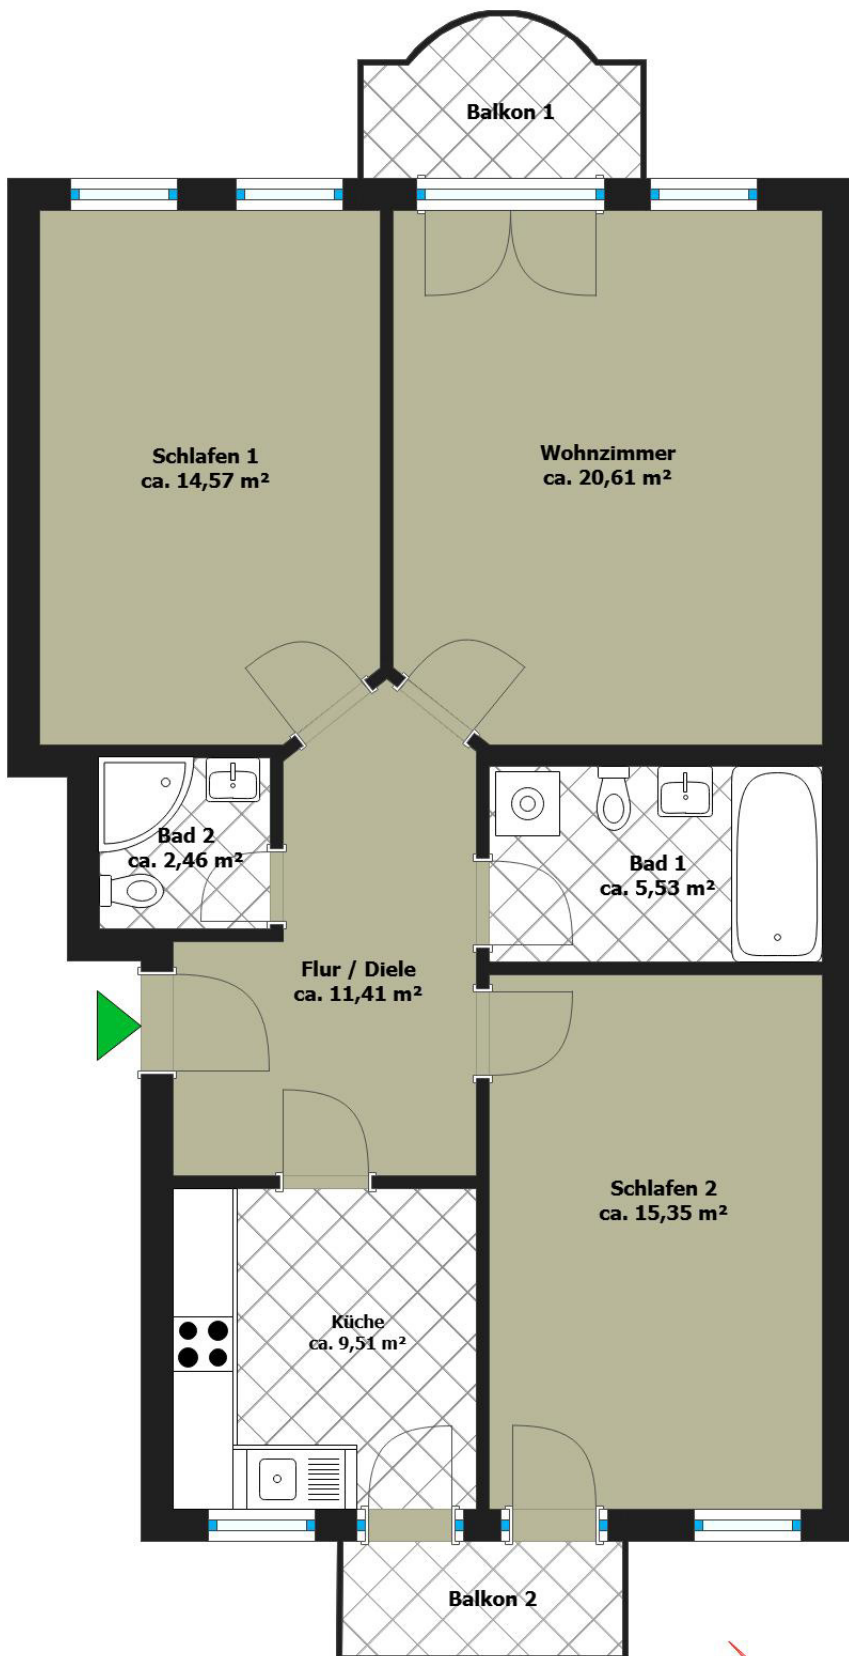 Balkon 1
Schlafen 1
ca. 14,57 m²
Wohnzimmer
ca. 20,61 m²
Bad 2
ca. 2,46 m²
Bad 1
ca. 5,53 m²
Flur / Diele
ca. 11,41 m²
Schlafen 2
ca. 15,35 m²
Küche
ca. 9,51 m²
Balkon 2